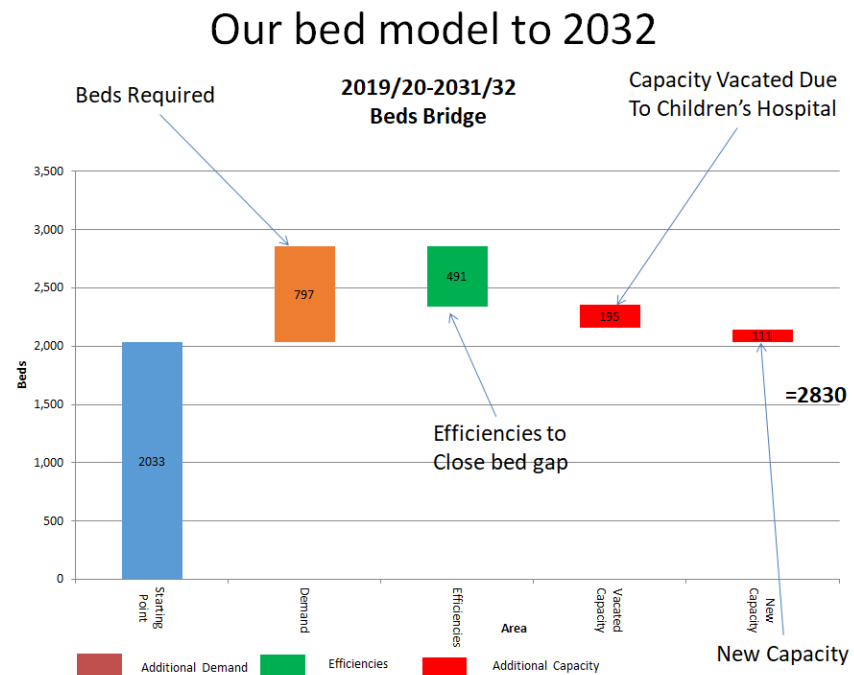 Our bed model to 2032
Beds Required
2019/20-2031/32
Beds Bridge
Capacity Vacated Due
To Children’s Hospital
3,500
3,000
2,500
2,000
1,500
1,000
500
0
Beds
2033
797
491
195
111
=2830
Efficiencies to
Close bed gap
Starting
Point
Demand
Efficiencies
Vacated
Capacity
New
Capacity
Area
New Capacity
Additional Demand
Efficiencies
Additional Capacity